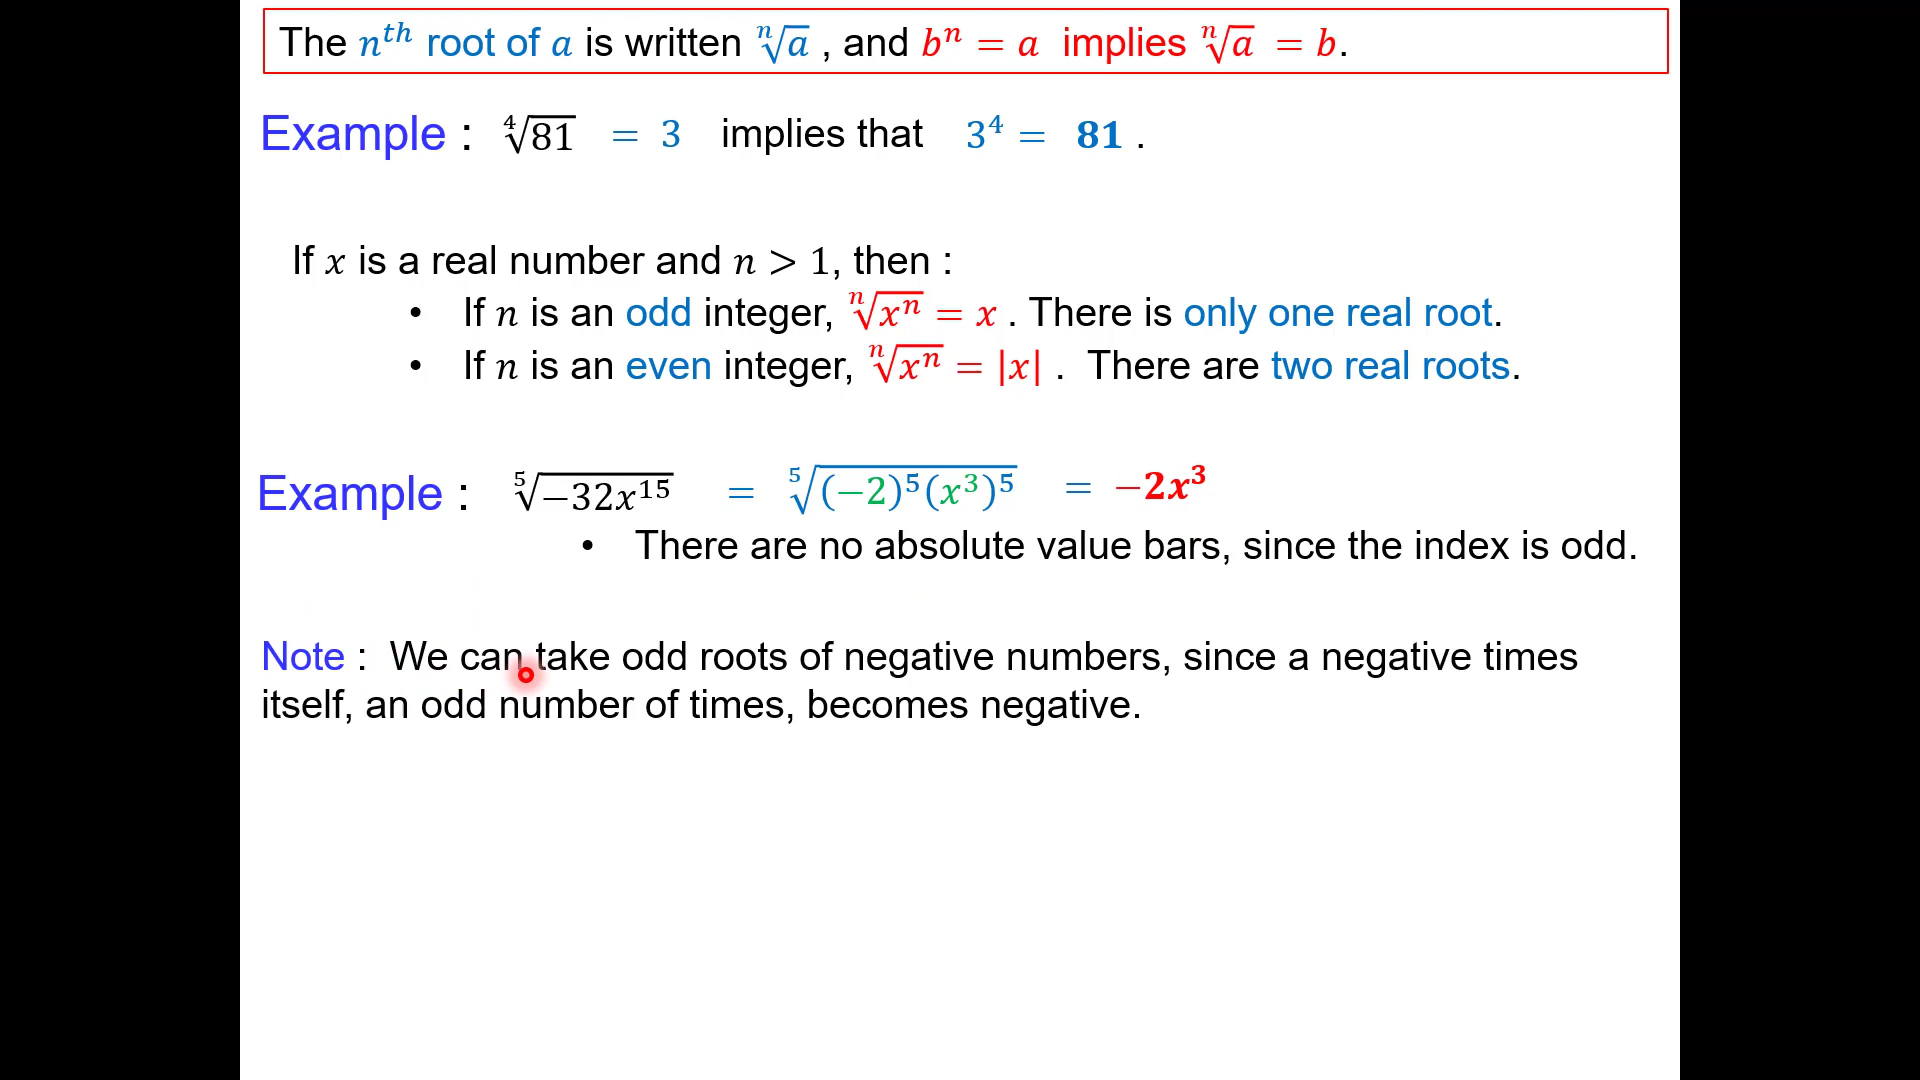 The nᵗʰ root of a is written ⁿ√a , and bⁿ = a implies ⁿ√a = b.
Example : ⁴√81 = 3 implies that 3⁴ = 81 .
If x is a real number and n > 1, then :
• If n is an odd integer, ⁿ√xⁿ = x . There is only one real root.
• If n is an even integer, ⁿ√xⁿ = |x| . There are two real roots.
Example : ⁵√−32x¹⁵ = ⁵√(−2)⁵(x³)⁵ = −2x³
• There are no absolute value bars, since the index is odd.
Note : We can take odd roots of negative numbers, since a negative times
itself, an odd number of times, becomes negative.